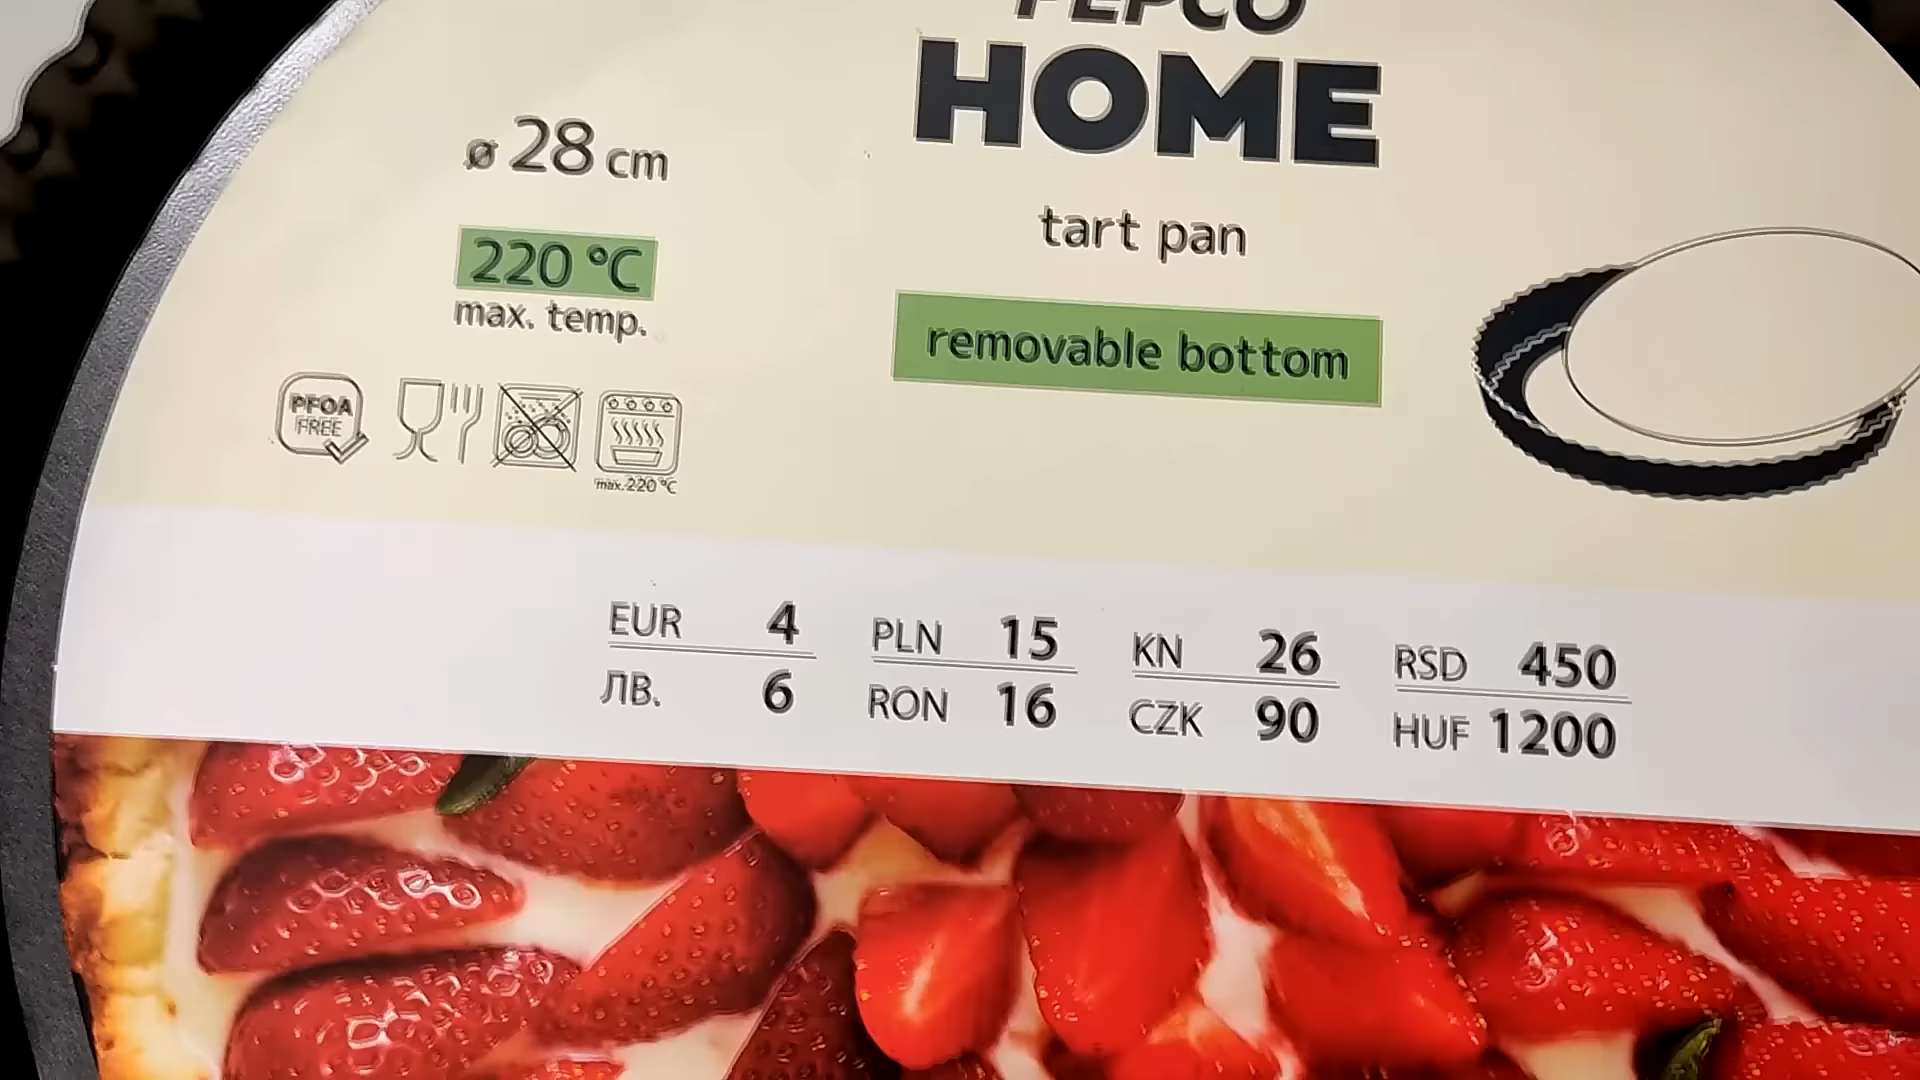 PEPCO
HOME
ø 28 cm
220 °C
max. temp.
tart pan
removable bottom
PFOA
FREE
max. 220 °C
EUR 4 PLN 15 KN 26 RSD 450
ЛВ. 6 RON 16 CZK 90 HUF 1200